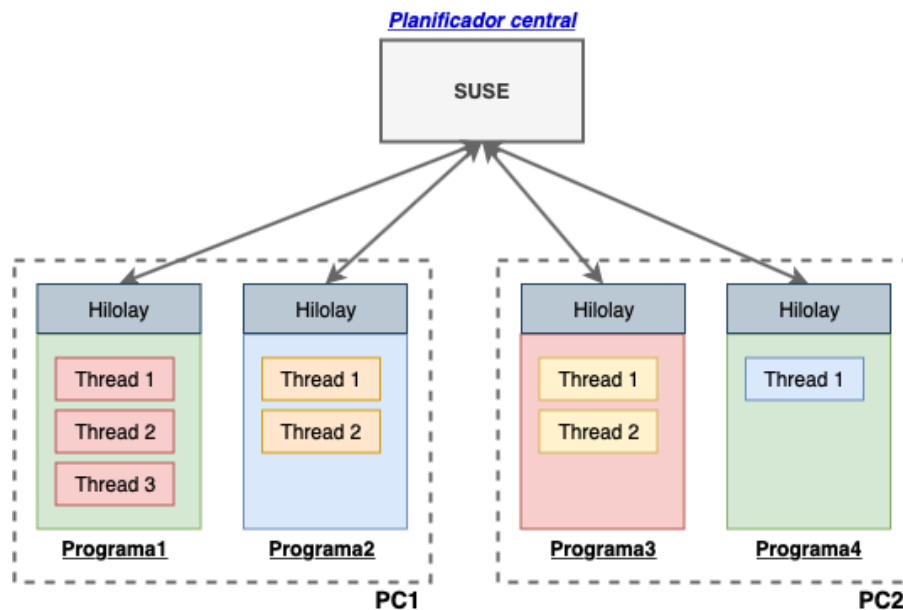 Planificador central
SUSE
Hilolay
Hilolay
Hilolay
Hilolay
Thread 1
Thread 1
Thread 1
Thread 1
Thread 2
Thread 2
Thread 2
Thread 3
Programa1
Programa2
Programa3
Programa4
PC1
PC2